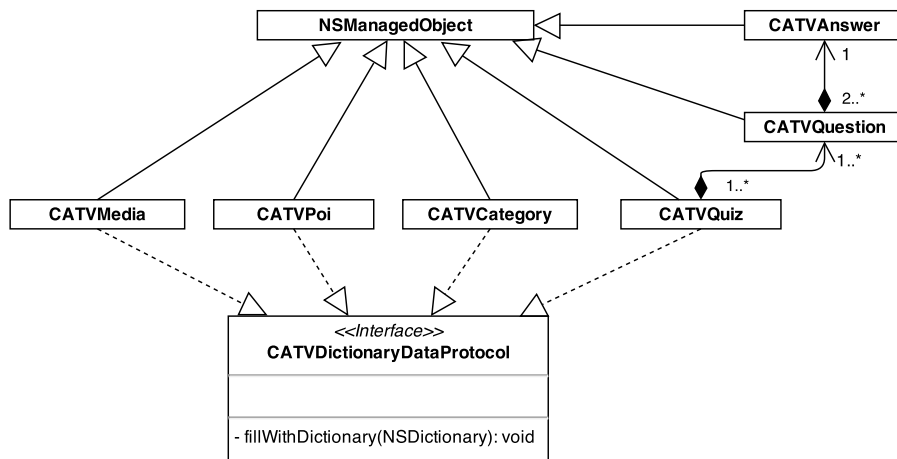 NSManagedObject
CATVAnswer
1
2..*
CATVQuestion
1..*
1..*
CATVMedia
CATVPoi
CATVCategory
CATVQuiz
<<Interface>>
CATVDictionaryDataProtocol
- fillWithDictionary(NSDictionary): void